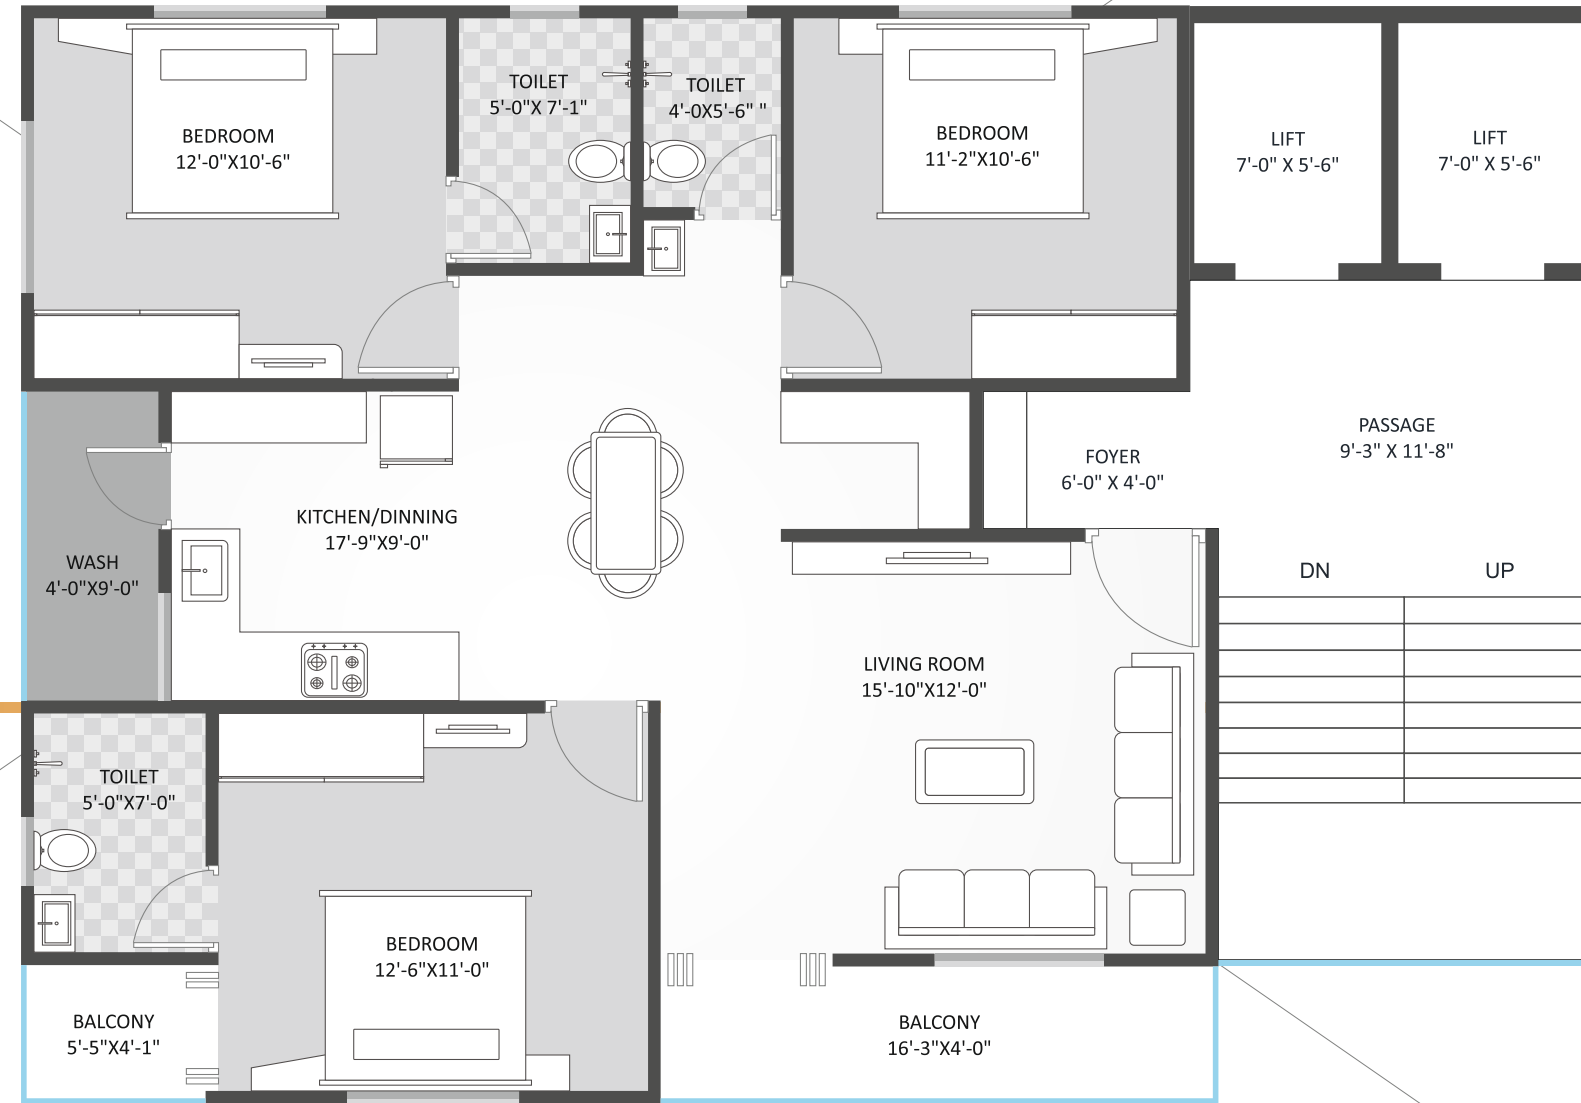 TOILET
5'-0"X 7'-1"
TOILET
4'-0X5'-6" "
BEDROOM
12'-0"X10'-6"
BEDROOM
11'-2"X10'-6"
LIFT
7'-0" X 5'-6"
LIFT
7'-0" X 5'-6"
PASSAGE
9'-3" X 11'-8"
FOYER
6'-0" X 4'-0"
KITCHEN/DINNING
17'-9"X9'-0"
WASH
4'-0"X9'-0"
DN
UP
LIVING ROOM
15'-10"X12'-0"
TOILET
5'-0"X7'-0"
BEDROOM
12'-6"X11'-0"
BALCONY
5'-5"X4'-1"
BALCONY
16'-3"X4'-0"